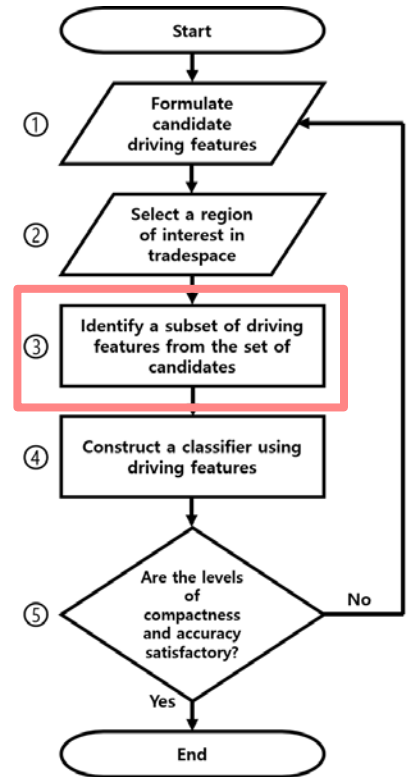 Start
①
Formulate
candidate
driving features
②
Select a region
of interest in
tradespace
③
Identify a subset of driving
features from the set of
candidates
④
Construct a classifier using
driving features
⑤
Are the levels
of
compactness
and accuracy
satisfactory?
No
Yes
End